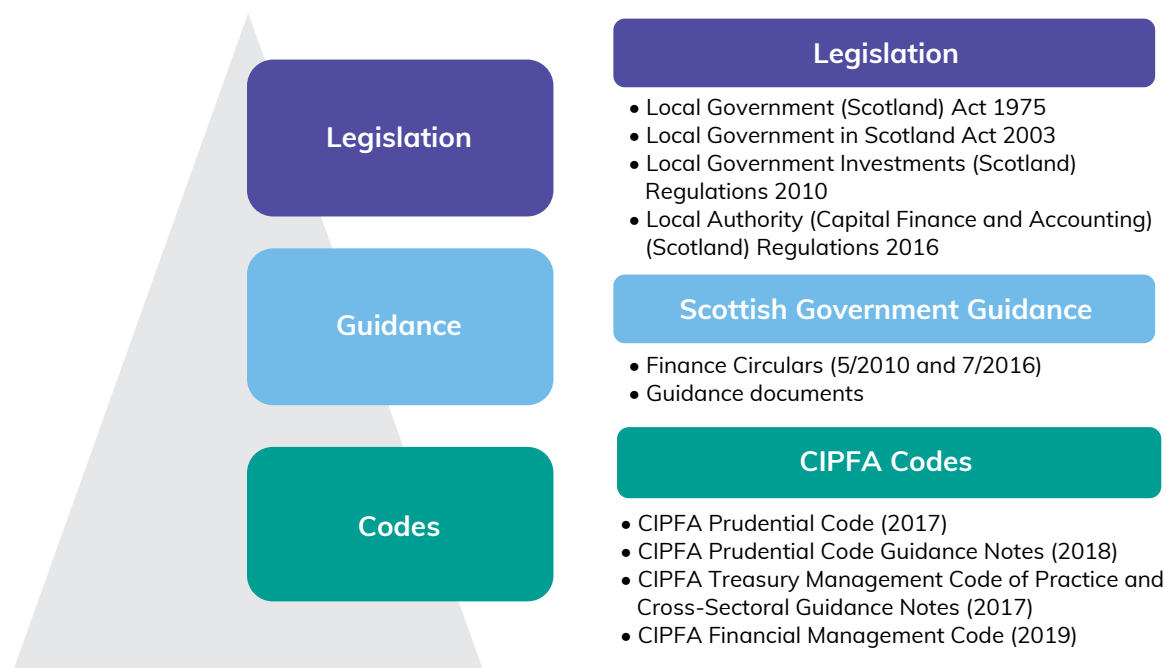 Legislation
Guidance
Codes
Legislation
• Local Government (Scotland) Act 1975
• Local Government in Scotland Act 2003
• Local Government Investments (Scotland)
Regulations 2010
• Local Authority (Capital Finance and Accounting)
(Scotland) Regulations 2016
Scottish Government Guidance
• Finance Circulars (5/2010 and 7/2016)
• Guidance documents
CIPFA Codes
• CIPFA Prudential Code (2017)
• CIPFA Prudential Code Guidance Notes (2018)
• CIPFA Treasury Management Code of Practice and
Cross-Sectoral Guidance Notes (2017)
• CIPFA Financial Management Code (2019)